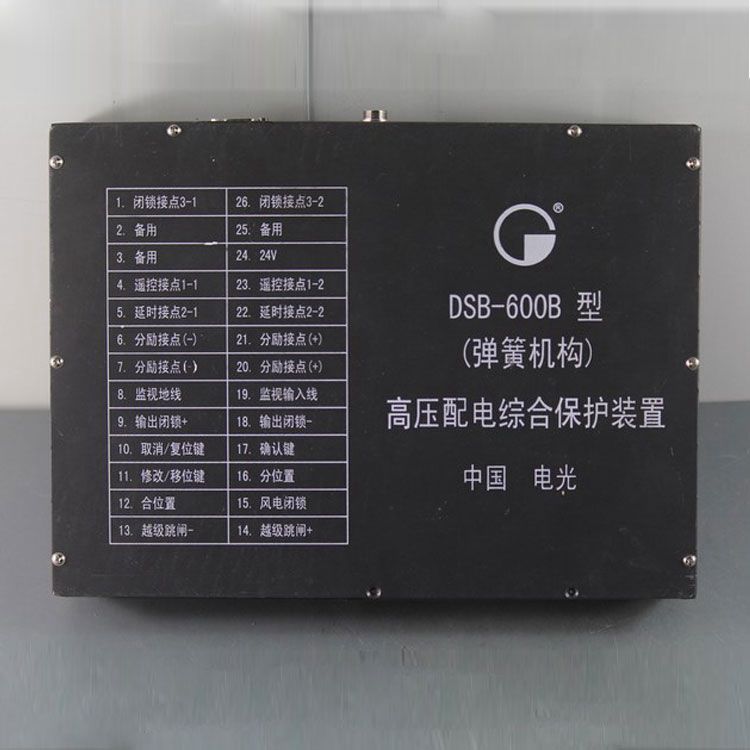 1. 闭锁接点3-1 26. 闭锁接点3-2
2. 备用 25. 备用
3. 备用 24. 24V
4. 遥控接点1-1 23. 遥控接点1-2
5. 延时接点2-1 22. 延时接点2-2
6. 分励接点(-) 21. 分励接点(+)
7. 分励接点(-) 20. 分励接点(+)
8. 监视地线 19. 监视输入线
9. 输出闭锁+ 18. 输出闭锁-
10. 取消/复位键 17. 确认键
11. 修改/移位键 16. 分位置
12. 合位置 15. 风电闭锁
13. 越级跳闸- 14. 越级跳闸+
®
DSB-600B 型
(弹簧机构)
高压配电综合保护装置
中国 电光